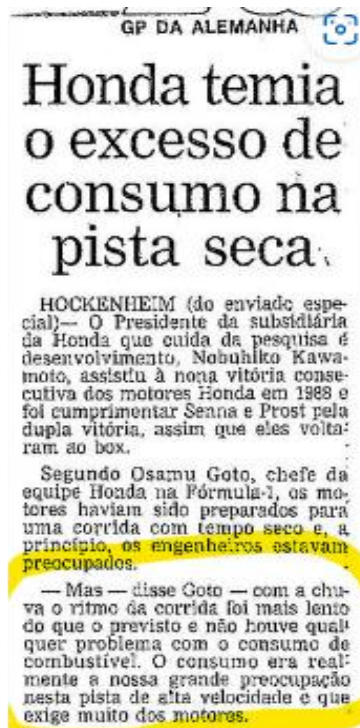 GP DA ALEMANHA
Honda temia
o excesso de
consumo na
pista seca
HOCKENHEIM (do enviado espe-
cial)— O Presidente da subsidiária
da Honda que cuida da pesquisa e
desenvolvimento, Nobuhiko Kawa-
moto, assistiu à nona vitória conse-
cutiva dos motores Honda em 1988 e
foi cumprimentar Senna e Prost pela
dupla vitória, assim que eles volta-
ram ao box.
Segundo Osamu Goto, chefe da
equipe Honda na Fórmula-1, os mo-
tores haviam sido preparados para
uma corrida com tempo seco e, a
princípio, os engenheiros estavam
preocupados.
— Mas — disse Goto — com a chu-
va o ritmo da corrida foi mais lento
do que o previsto e não houve qual-
quer problema com o consumo de
combustível. O consumo era real-
mente a nossa grande preocupação
nesta pista de alta velocidade e que
exige muito dos motores.